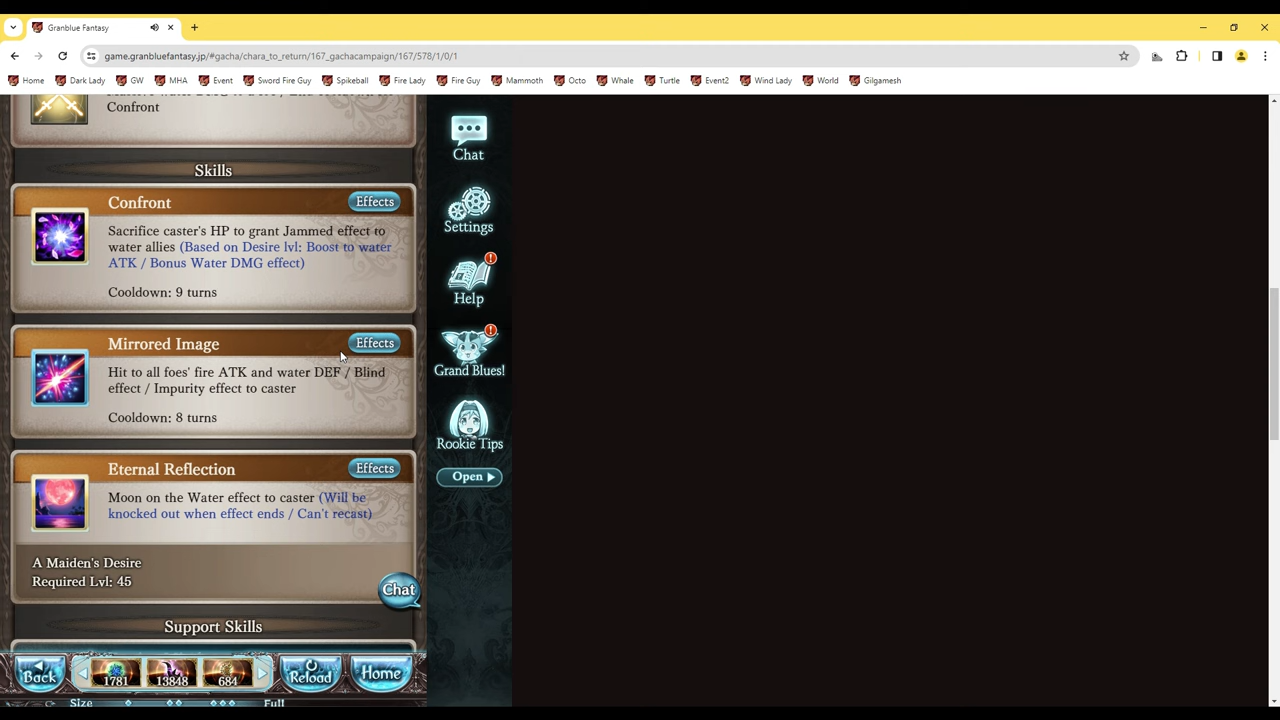 Granblue Fantasy
game.granbluefantasy.jp/#gacha/chara_to_return/167_gachacampaign/167/578/1/0/1
Home Dark Lady GW MHA Event Sword Fire Guy Spikeball Fire Lady Fire Guy Mammoth Octo Whale Turtle Event2 Wind Lady World Gilgamesh
Confront
Skills
Confront Effects
Sacrifice caster's HP to grant Jammed effect to
water allies (Based on Desire lvl: Boost to water
ATK / Bonus Water DMG effect)
Cooldown: 9 turns
Mirrored Image Effects
Hit to all foes' fire ATK and water DEF / Blind
effect / Impurity effect to caster
Cooldown: 8 turns
Eternal Reflection Effects
Moon on the Water effect to caster (Will be
knocked out when effect ends / Can't recast)
A Maiden's Desire
Required Lvl: 45
Chat
Support Skills
Back
1781
13848
684
Reload
Home
Size
Full
Chat
Settings
!
Help
!
Grand Blues!
Rookie Tips
Open